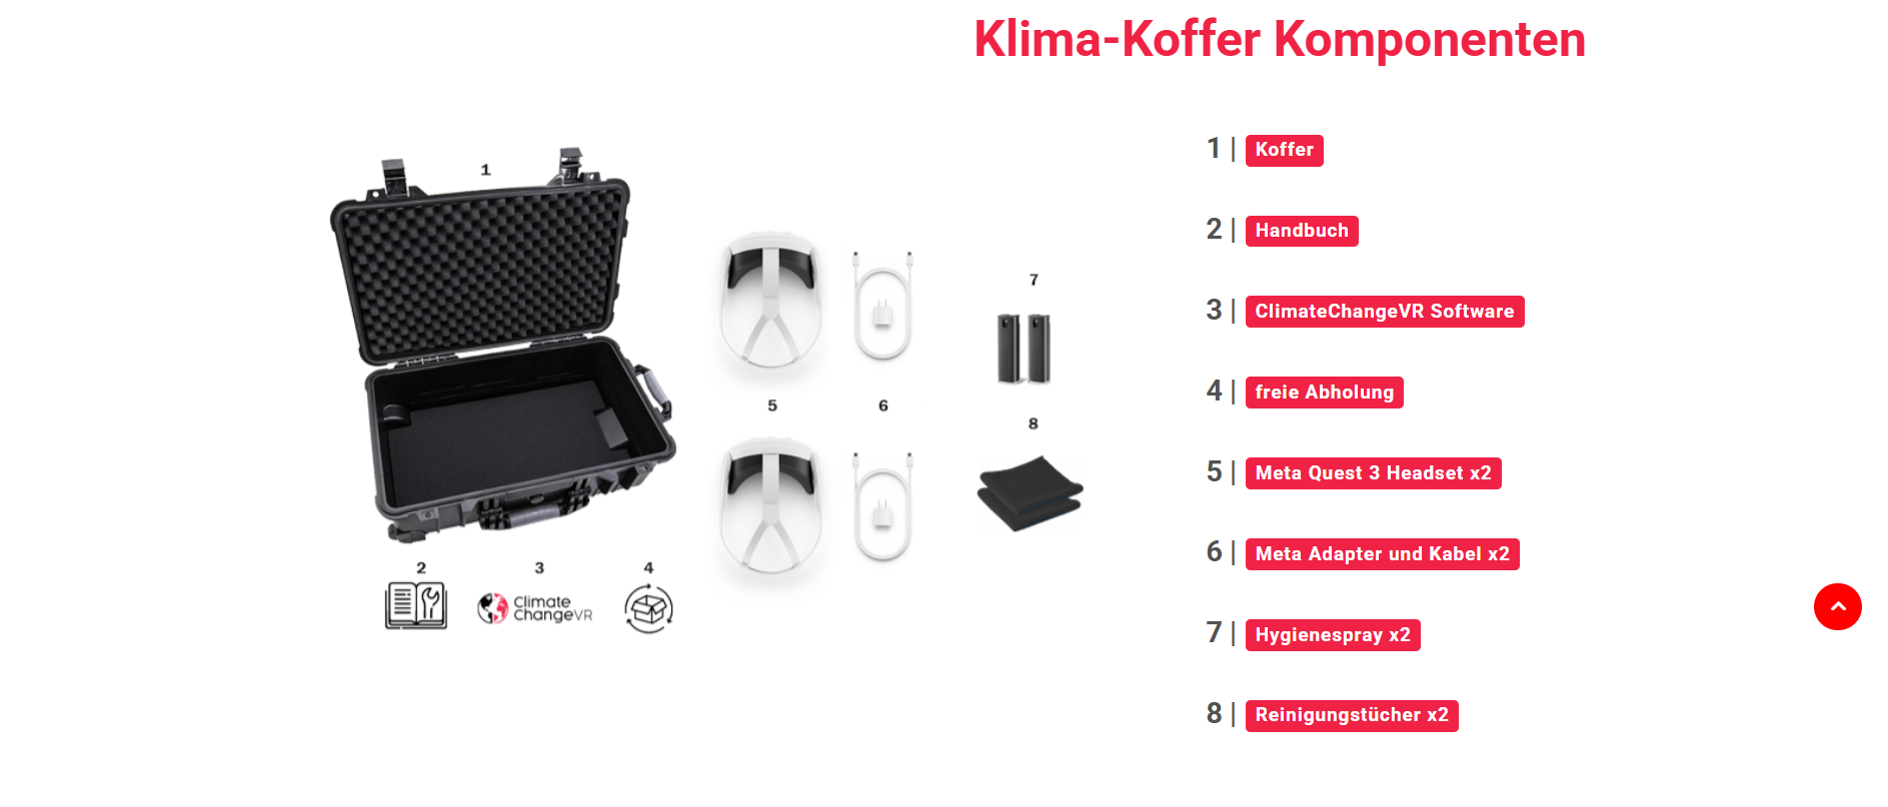 Klima-Koffer Komponenten
1
5
6
7
8
2
3
4
Climate
ChangeVR
1 | Koffer
2 | Handbuch
3 | ClimateChangeVR Software
4 | freie Abholung
5 | Meta Quest 3 Headset x2
6 | Meta Adapter und Kabel x2
7 | Hygienespray x2
8 | Reinigungstücher x2